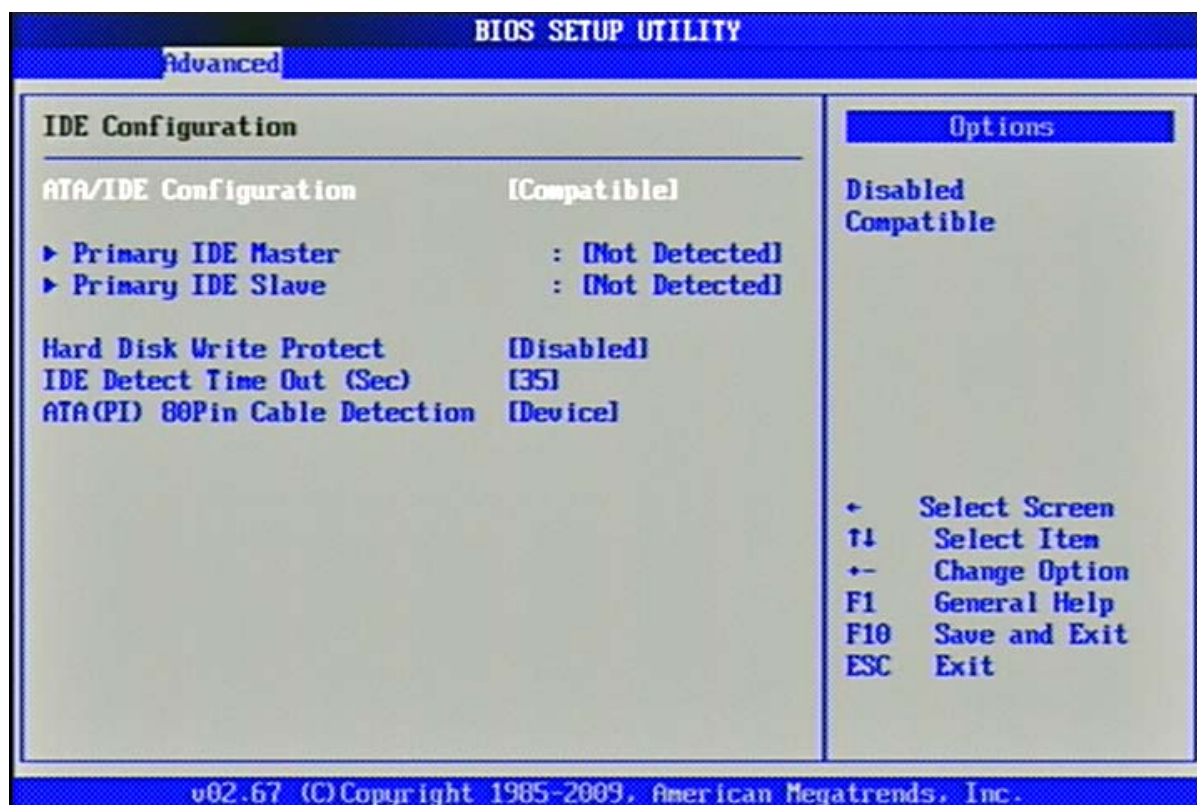 BIOS SETUP UTILITY
Advanced
IDE Configuration
ATA/IDE Configuration [Compatible]
▶ Primary IDE Master : [Not Detected]
▶ Primary IDE Slave : [Not Detected]
Hard Disk Write Protect [Disabled]
IDE Detect Time Out (Sec) [35]
ATA(PI) 80Pin Cable Detection [Device]
Options
Disabled
Compatible
← Select Screen
↑↓ Select Item
+- Change Option
F1 General Help
F10 Save and Exit
ESC Exit
v02.67 (C)Copyright 1985-2009, American Megatrends, Inc.